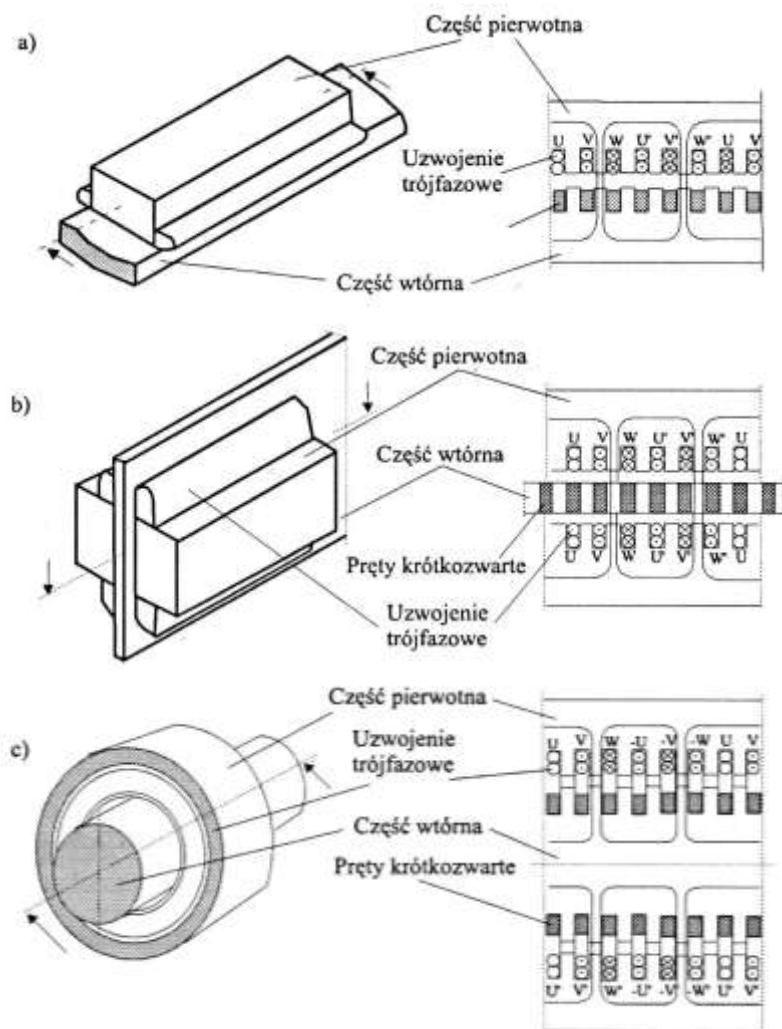 a)
Część pierwotna
U V W U' V' W' U V
Uzwojenie
trójfazowe
Część wtórna
b)
Część pierwotna
U V W U' V' W' U
Część wtórna
Pręty krótkozwarte
U V W U' V' W' U
Uzwojenie
trójfazowe
c)
Część pierwotna
U V W -U -V -W U V
Uzwojenie
trójfazowe
Część wtórna
Pręty krótkozwarte
U' V' W' -U' -V' -W' U' V'